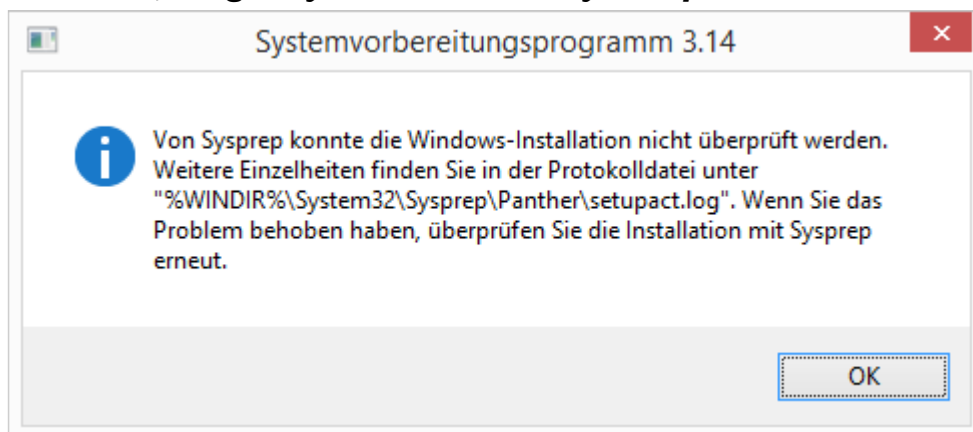 Systemvorbereitungsprogramm 3.14
Von Sysprep konnte die Windows-Installation nicht überprüft werden.
Weitere Einzelheiten finden Sie in der Protokolldatei unter
"%WINDIR%\System32\Sysprep\Panther\setupact.log". Wenn Sie das
Problem behoben haben, überprüfen Sie die Installation mit Sysprep
erneut.
OK